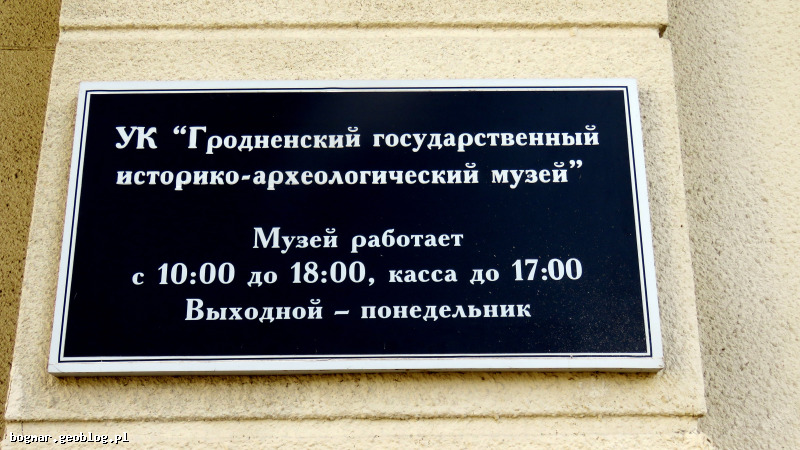 УК “Гродненский государственный
историко-археологический музей”
Музей работает
с 10:00 до 18:00, касса до 17:00
Выходной – понедельник
bognar.geoblog.pl